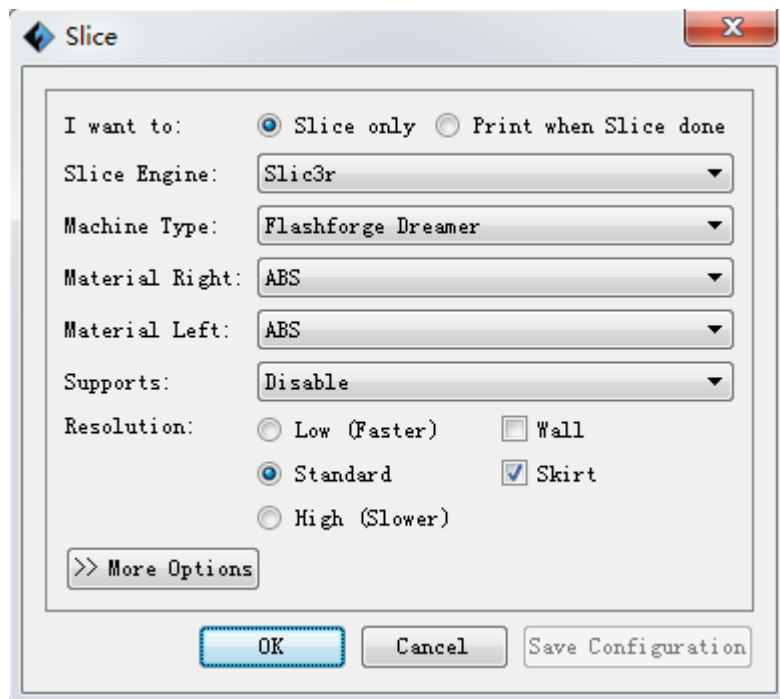 Slice
I want to: Slice only Print when Slice done
Slice Engine: Slic3r
Machine Type: Flashforge Dreamer
Material Right: ABS
Material Left: ABS
Supports: Disable
Resolution: Low (Faster) Wall
Standard Skirt
High (Slower)
>> More Options
OK Cancel Save Configuration